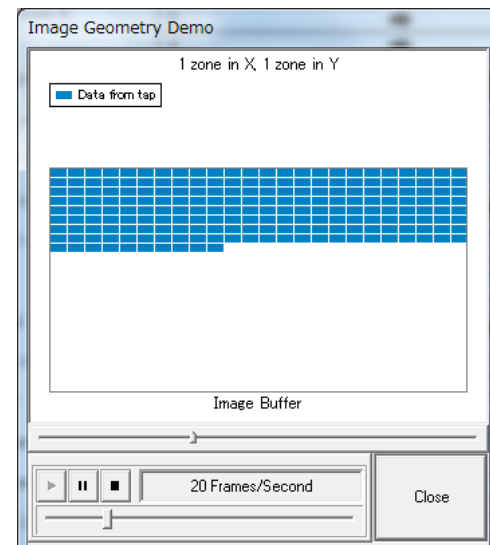 Image Geometry Demo
1 zone in X, 1 zone in Y
Data from tap
Image Buffer
20 Frames/Second
Close